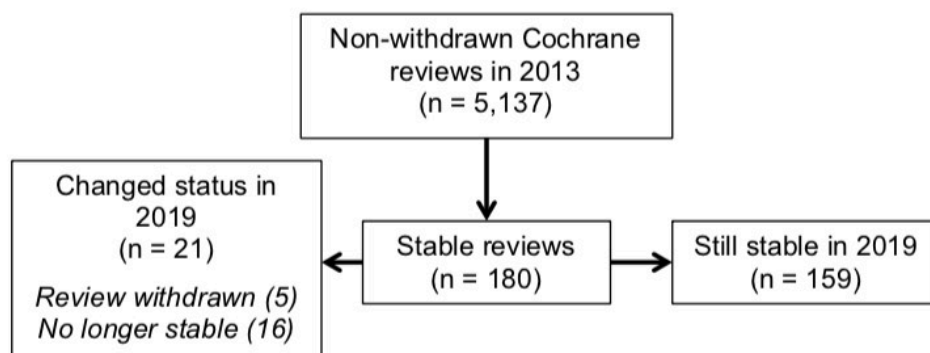 Non-withdrawn Cochrane
reviews in 2013
(n = 5,137)
Changed status in
2019
(n = 21)
Review withdrawn (5)
No longer stable (16)
Stable reviews
(n = 180)
Still stable in 2019
(n = 159)